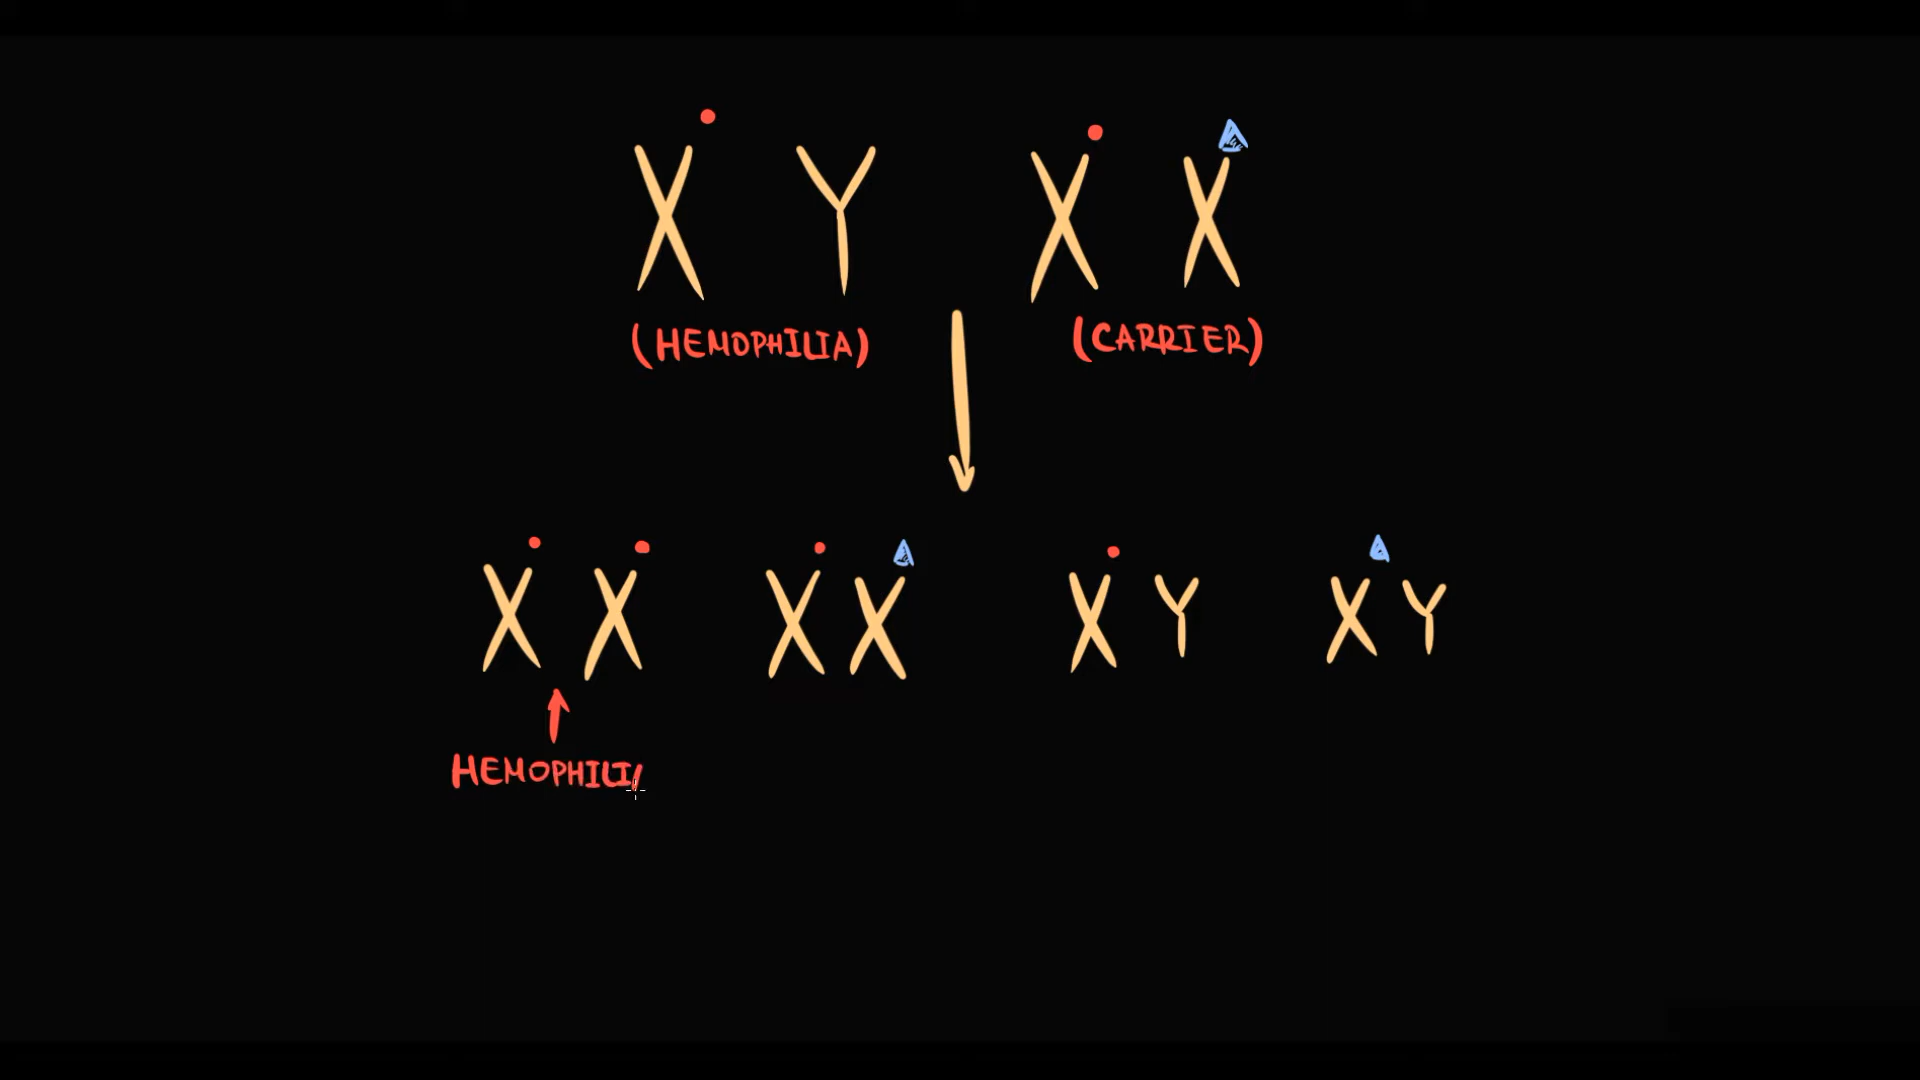 X Y X X
(HEMOPHILIA) (CARRIER)
X X X X X Y X Y
HEMOPHILI